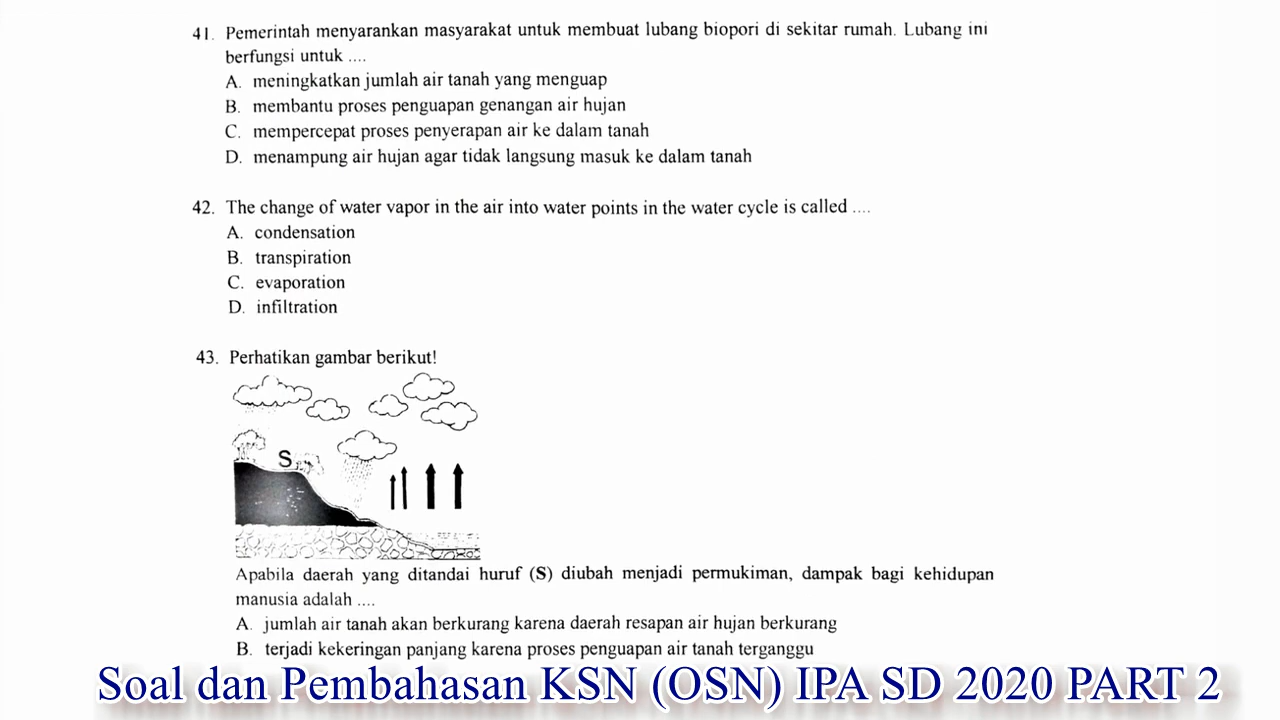 41. Pemerintah menyarankan masyarakat untuk membuat lubang biopori di sekitar rumah. Lubang ini
berfungsi untuk ....
A. meningkatkan jumlah air tanah yang menguap
B. membantu proses penguapan genangan air hujan
C. mempercepat proses penyerapan air ke dalam tanah
D. menampung air hujan agar tidak langsung masuk ke dalam tanah
42. The change of water vapor in the air into water points in the water cycle is called ....
A. condensation
B. transpiration
C. evaporation
D. infiltration
43. Perhatikan gambar berikut!
S
Apabila daerah yang ditandai huruf (S) diubah menjadi permukiman, dampak bagi kehidupan
manusia adalah ....
A. jumlah air tanah akan berkurang karena daerah resapan air hujan berkurang
B. terjadi kekeringan panjang karena proses penguapan air tanah terganggu
Soal dan Pembahasan KSN (OSN) IPA SD 2020 PART 2